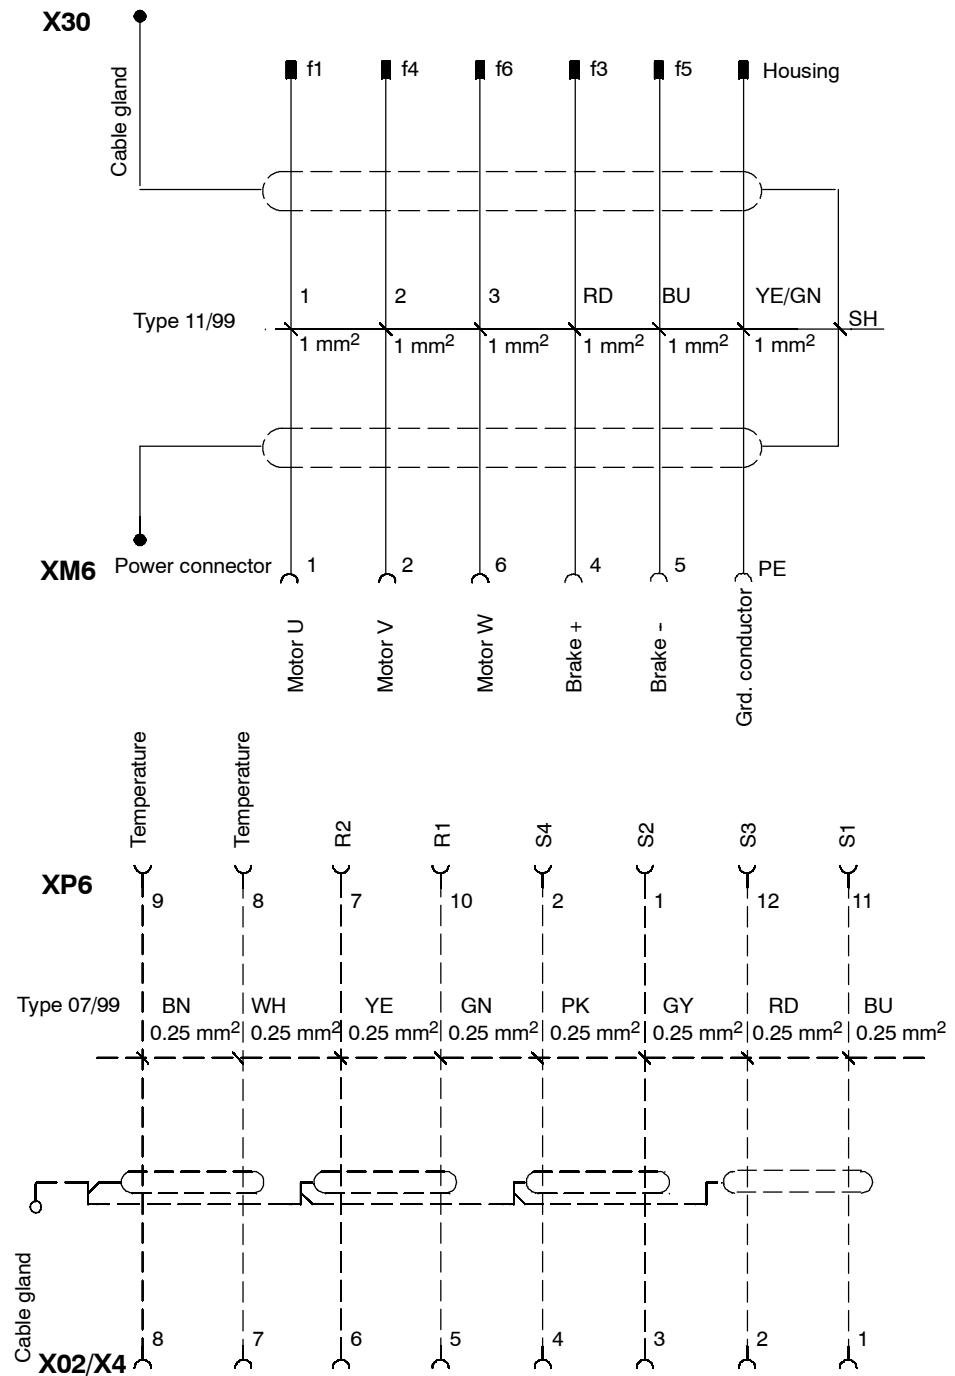 X30
Cable gland
f1 f4 f6 f3 f5 Housing
1 2 3 RD BU YE/GN
Type 11/99
SH
1 mm² 1 mm² 1 mm² 1 mm² 1 mm² 1 mm²
XM6 Power connector 1 2 6 4 5 PE
Motor U
Motor V
Motor W
Brake +
Brake -
Grd. conductor
Temperature
Temperature
R2
R1
S4
S2
S3
S1
XP6
9 8 7 10 2 1 12 11
Type 07/99 BN WH YE GN PK GY RD BU
0.25 mm² 0.25 mm² 0.25 mm² 0.25 mm² 0.25 mm² 0.25 mm² 0.25 mm² 0.25 mm²
Cable gland
8 7 6 5 4 3 2 1
X02/X4